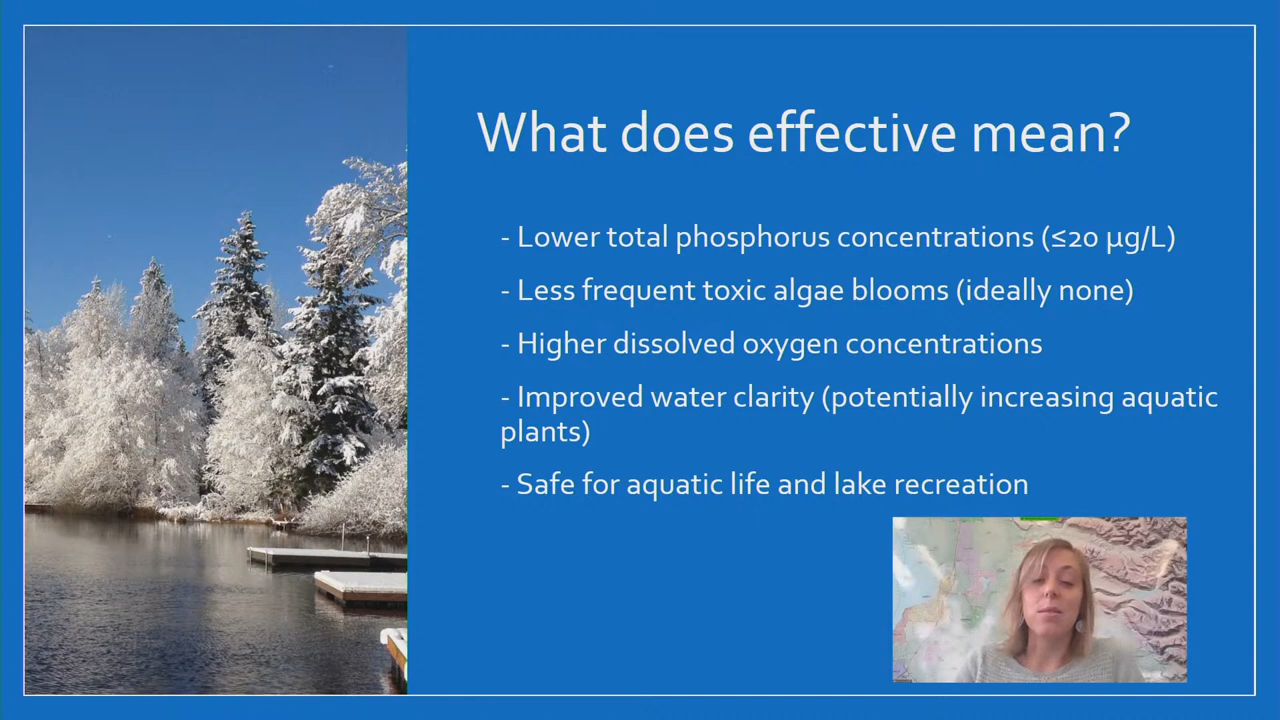 What does effective mean?
- Lower total phosphorus concentrations (≤20 µg/L)
- Less frequent toxic algae blooms (ideally none)
- Higher dissolved oxygen concentrations
- Improved water clarity (potentially increasing aquatic
plants)
- Safe for aquatic life and lake recreation